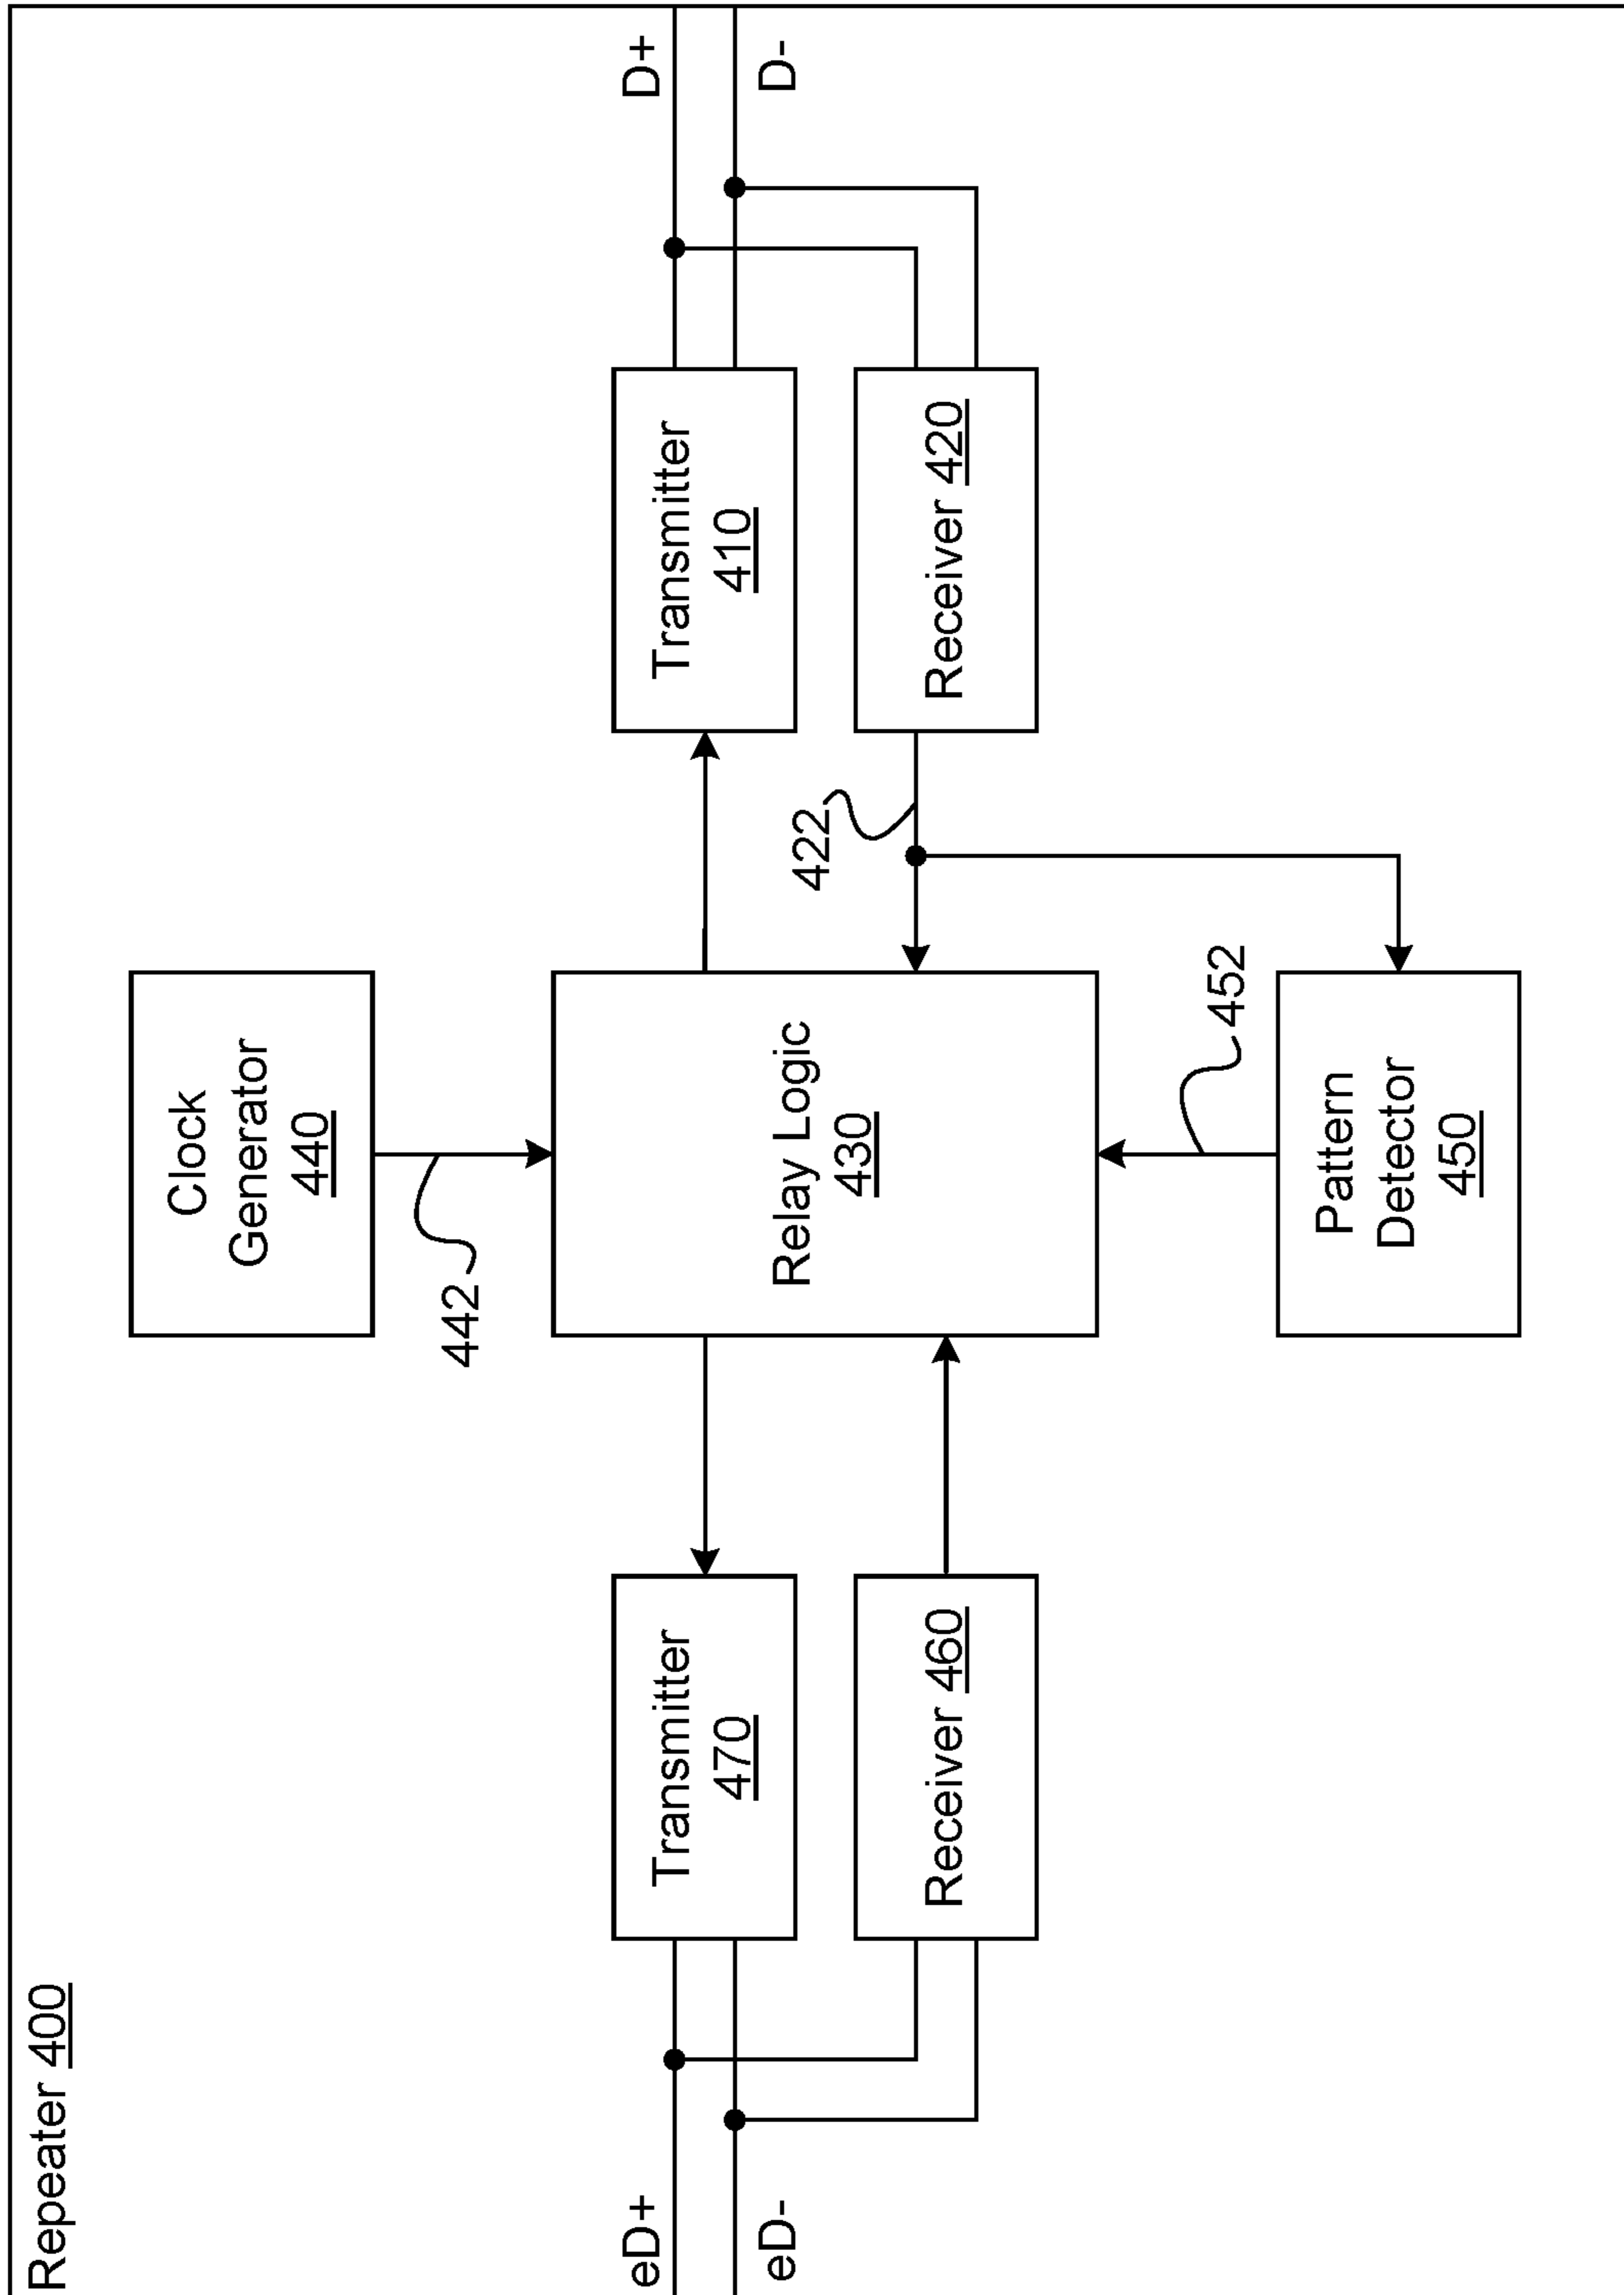 Repeater 400
Clock
Generator
440
442
eD+
eD-
Transmitter
470
Receiver 460
Relay Logic
430
Transmitter
410
Receiver 420
422
D+
D-
452
Pattern
Detector
450